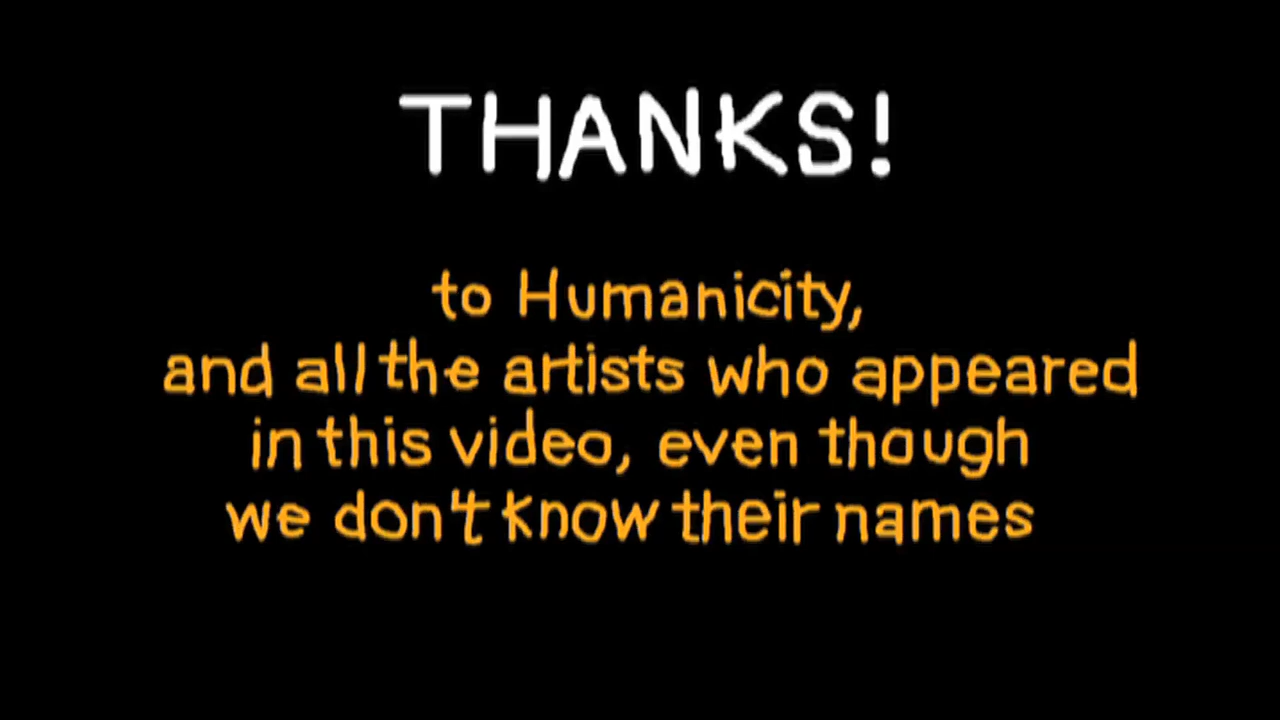 THANKS!
to Humanicity,
and all the artists who appeared
in this video, even though
we don't know their names